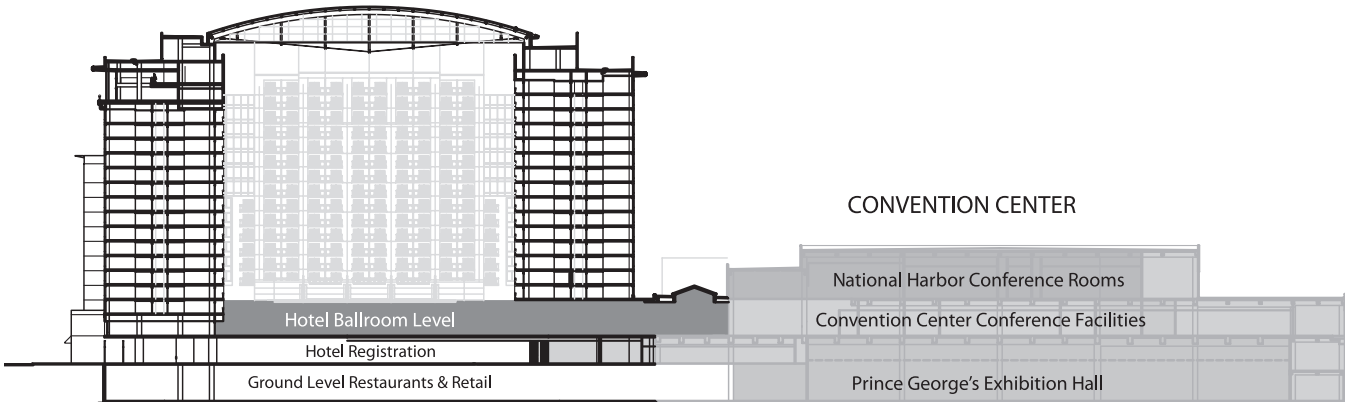 CONVENTION CENTER
National Harbor Conference Rooms
Hotel Ballroom Level
Convention Center Conference Facilities
Hotel Registration
Ground Level Restaurants & Retail
Prince George's Exhibition Hall